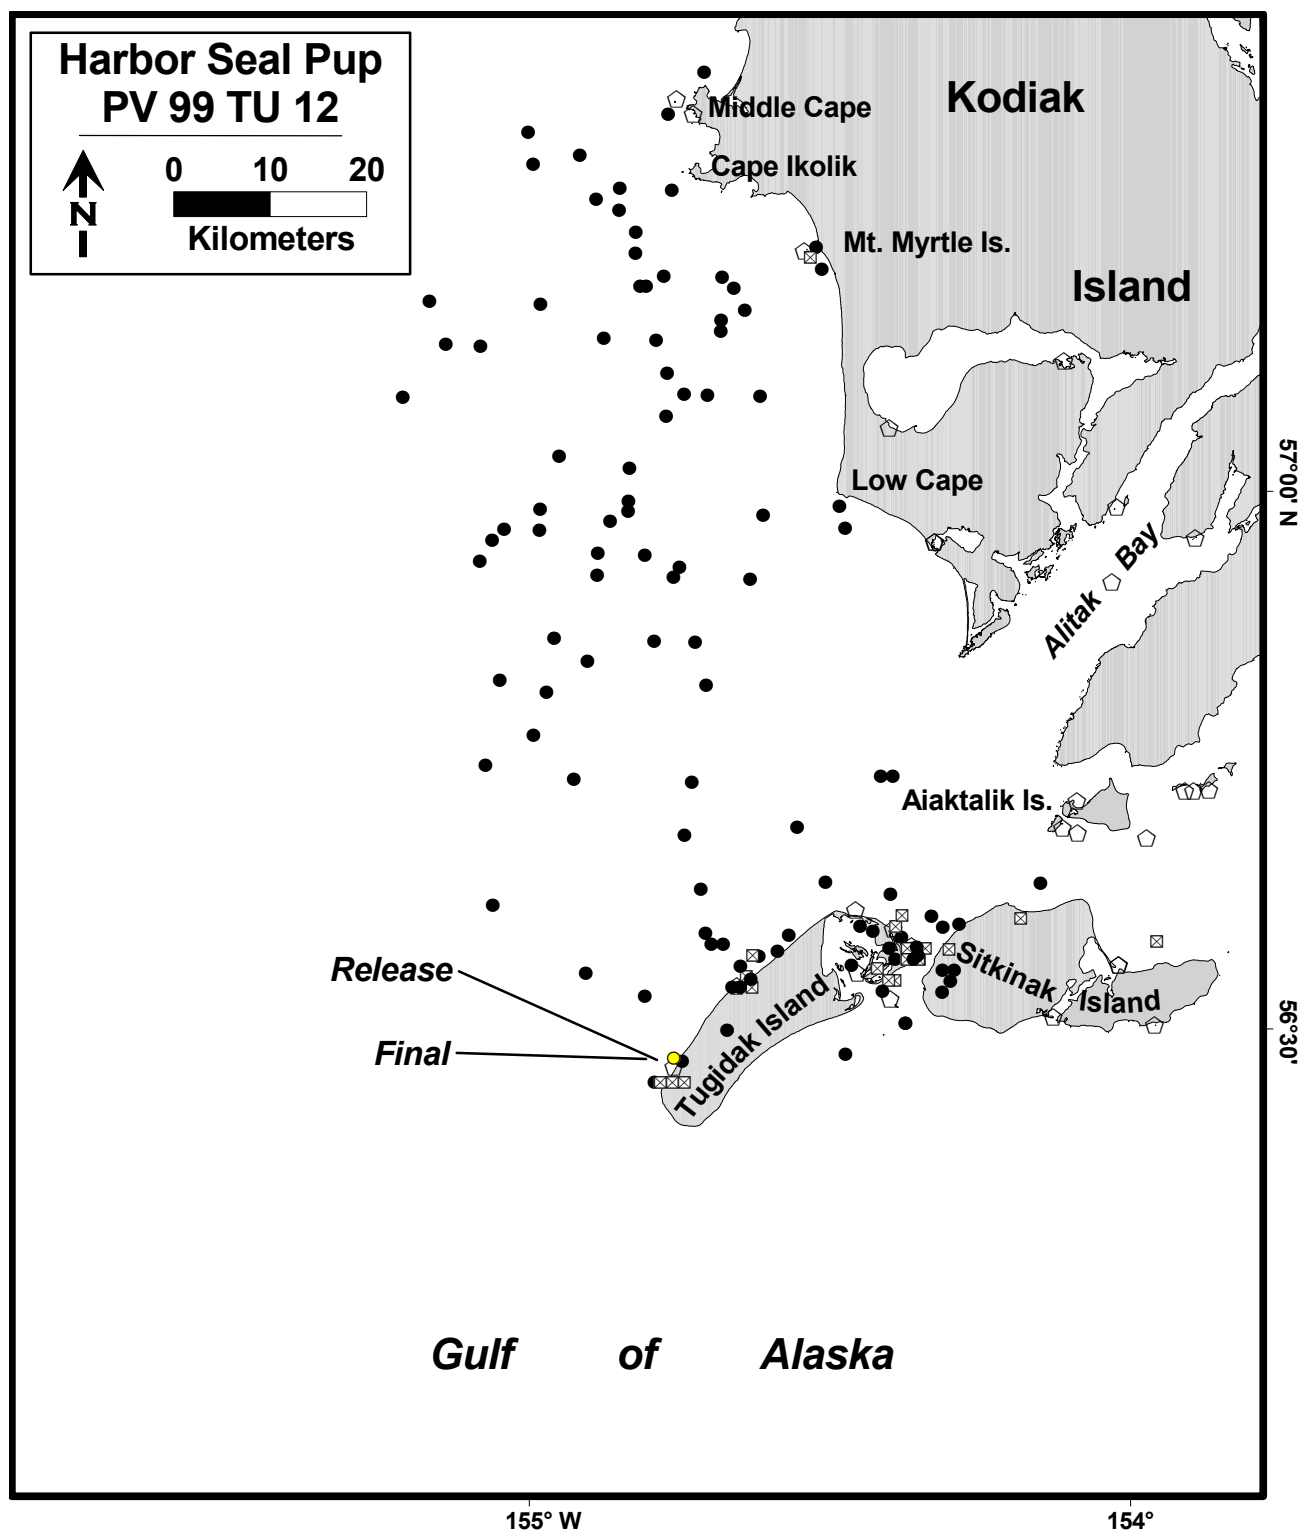 Harbor Seal Pup
PV 99 TU 12
0 10 20
N
Kilometers
Kodiak
Middle Cape
Cape Ikolik
Mt. Myrtle Is.
Island
Low Cape
57°00' N
Alitak Bay
Aiaktalik Is.
Release
Sitkinak Island
Final
Tugidak Island
56°30'
Gulf of Alaska
155° W
154°